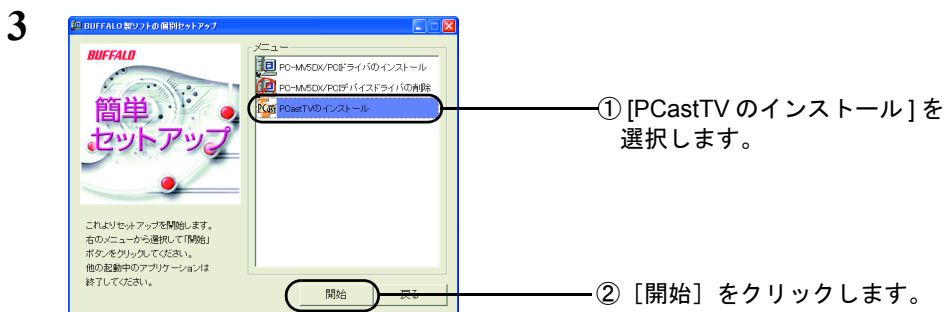 3
BUFFALO製ソフトの個別セットアップ
BUFFALO
簡単
セットアップ
これよりセットアップを開始します。
右のメニューから選択して「開始」
ボタンをクリックしてください。
他の起動中のアプリケーションは
終了してください。
メニュー
PC-MV5DX/PCIドライバのインストール
PC-MV5DX/PCIデバイスドライバの削除
PCastTVのインストール
開始
戻る
① [PCastTV のインストール ] を
選択します。
② ［開始］をクリックします。